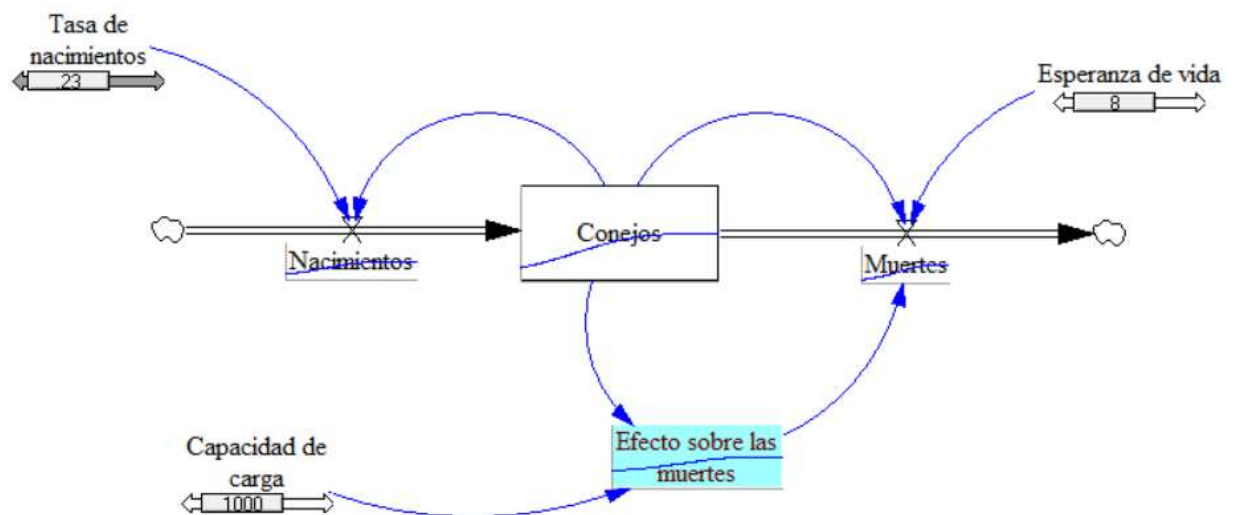 Tasa de
nacimientos
.23
Esperanza de vida
8
Conejos
Nacimientos
Muertes
Efecto sobre las
muertes
Capacidad de
carga
1000